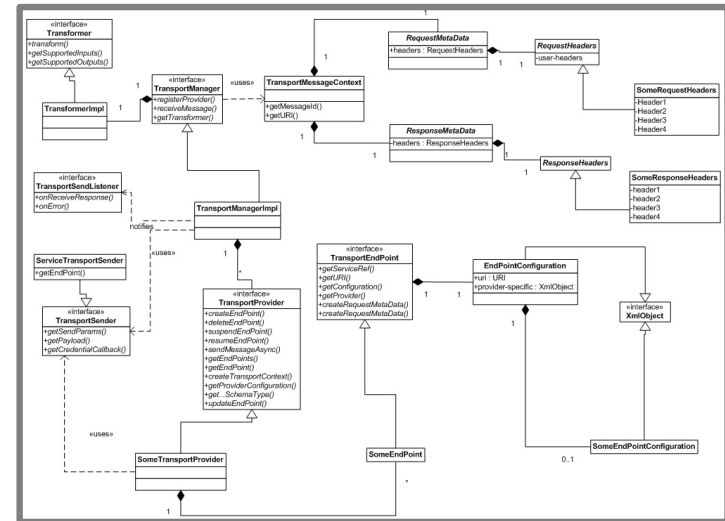 «interface»
Transformer
+transform()
+getSupportedInputs()
+getSupportedOutputs()
TransformerImpl
1
1
«interface»
TransportManager
+registerProvider()
+receiveMessage()
+getTransformer()
«uses»
TransportMessageContext
+getMessageId()
+getURI()
1
1
1
RequestMetaData
+headers : RequestHeaders
1
1
RequestHeaders
-user-headers
SomeRequestHeaders
-Header1
-Header2
-Header3
-Header4
ResponseMetaData
-headers : ResponseHeaders
1
1
1
ResponseHeaders
SomeResponseHeaders
-header1
-header2
-header3
-header4
«interface»
TransportSendListener
+onReceiveResponse()
+onError()
notifies
«uses»
TransportManagerImpl
1
*
ServiceTransportSender
+getEndPoint()
«interface»
TransportSender
+getSendParams()
+getPayload()
+getCredentialCallback()
«interface»
TransportProvider
+createEndPoint()
+deleteEndPoint()
+suspendEndPoint()
+resumeEndPoint()
+sendMessageAsync()
+getEndPoints()
+getEndPoint()
+createTransportContext()
+getProviderConfiguration()
+get...SchemaType()
+updateEndPoint()
«interface»
TransportEndPoint
+getServiceRef()
+getURI()
+getConfiguration()
+getProvider()
+createRequestMetaData()
+createRequestMetaData()
1
1
EndPointConfiguration
+uri : URI
+provider-specific : XmlObject
1
«interface»
XmlObject
«uses»
SomeTransportProvider
1
SomeEndPoint
*
SomeEndPointConfiguration
0..1